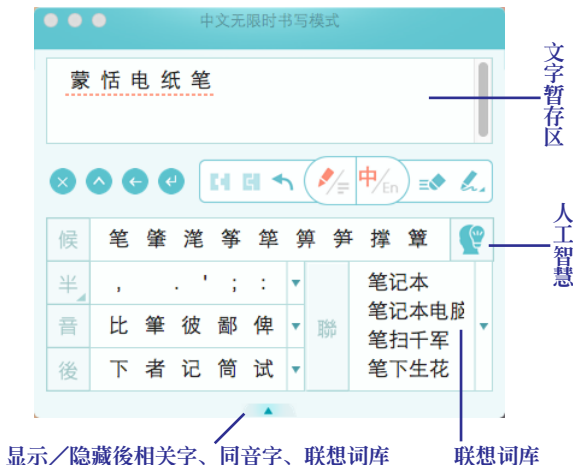 中文无限时书写模式
蒙恬电纸笔
文字暂存区
中/En
候 笔 肇 滗 筝 筚 箅 笋 撑 簟
人工智慧
半 , . ' ; :
音 比 筆 彼 鄙 俾
後 下 者 记 筒 试
聯
笔记本
笔记本电脑
笔扫千军
笔下生花
显示／隐藏後相关字、同音字、联想词库
联想词库